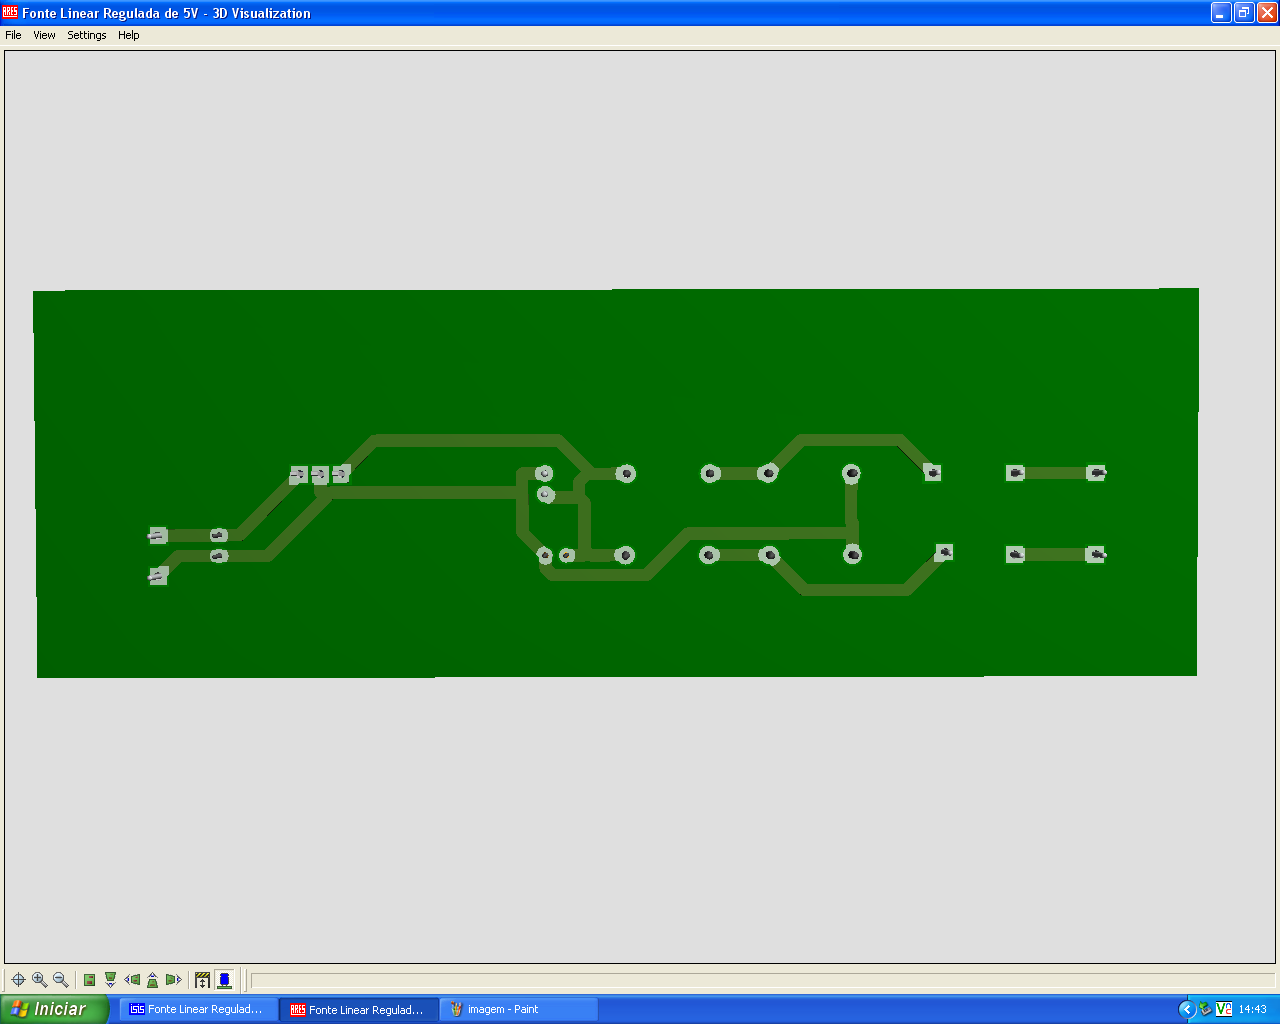 ARES Fonte Linear Regulada de 5V - 3D Visualization
File View Settings Help
Iniciar
ISIS Fonte Linear Regulad...
ARES Fonte Linear Regulad...
imagem - Paint
14:43